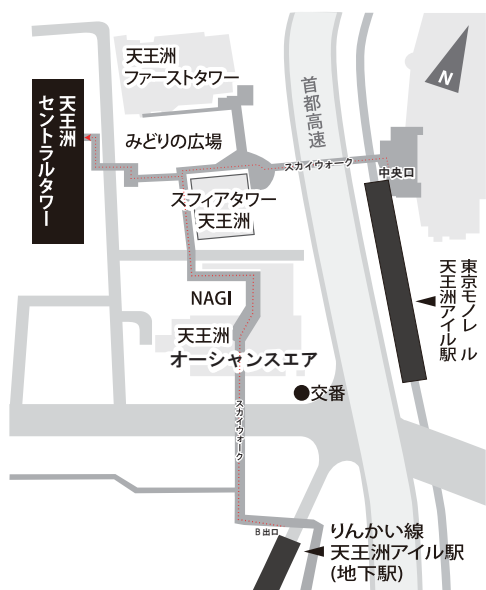 天王洲
ファーストタワー
首都高速
N
天王洲
セントラルタワー
みどりの広場
スカイウォーク
中央口
スフィアタワー
天王洲
東京モノレール
天王洲アイル駅
NAGI
天王洲
オーシャンスエア
交番
スカイウォーク
B出口
りんかい線
天王洲アイル駅
(地下駅)